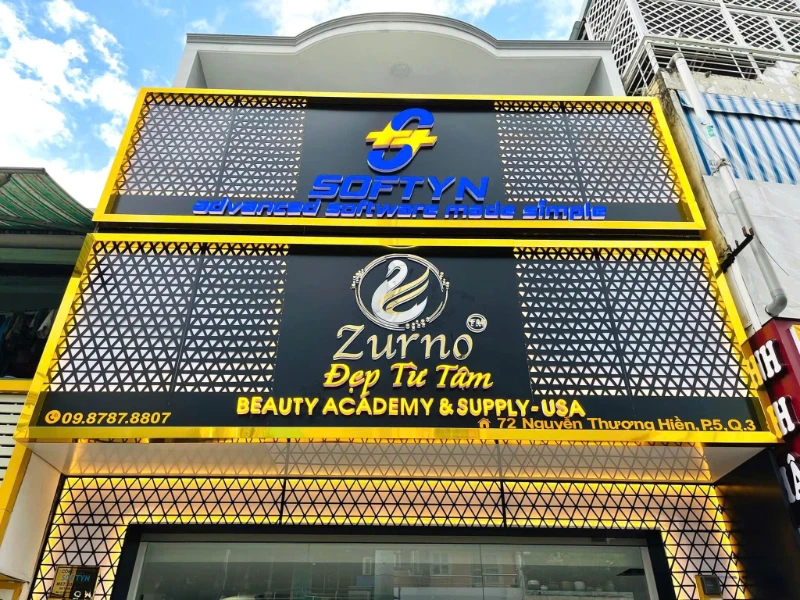 SOFTYN
advanced software made simple
Zurno TM
Đẹp Từ Tâm
BEAUTY ACADEMY & SUPPLY - USA
09.8787.8807
72 Nguyễn Thượng Hiền, P.5, Q.3